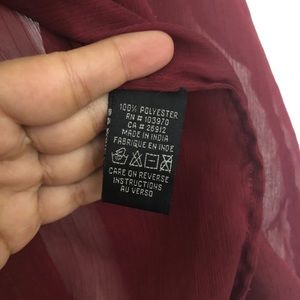 100% POLYESTER
RN # 103970
CA # 26912
MADE IN INDIA
FABRIQUE EN INDE
CARE ON REVERSE
INSTRUCTIONS
AU VERSO